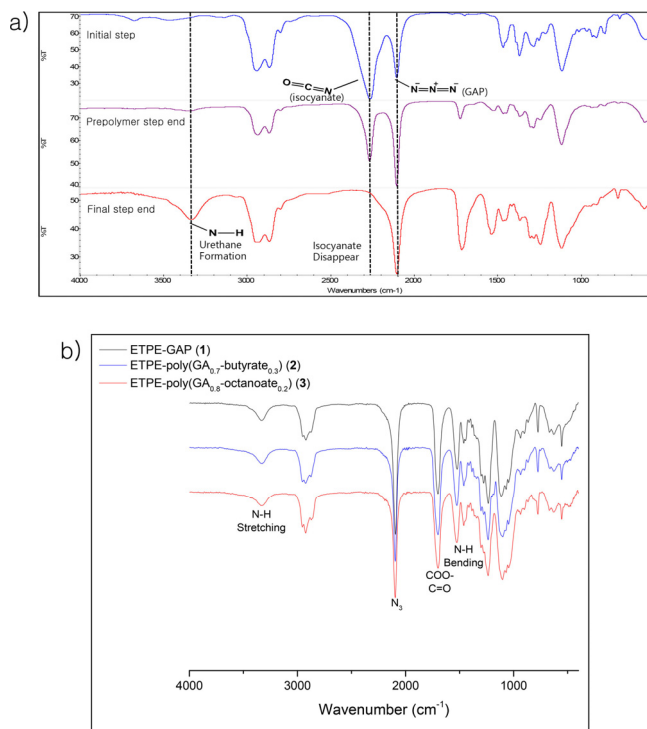 a)
Initial step
Prepolymer step end
Final step end
%T
70
60
50
40
30
%T
70
60
50
40
%T
50
40
30
O C N
(isocyanate)
N⁻ N⁺ N⁻ (GAP)
N H
Urethane
Formation
Isocyanate
Disappear
4000 3500 3000 2500 2000 1500 1000
Wavenumbers (cm-1)
b)
ETPE-GAP (1)
ETPE-poly(GA₀.₇-butyrate₀.₃) (2)
ETPE-poly(GA₀.₈-octanoate₀.₂) (3)
N-H
Stretching
N₃
COO-
C=O
N-H
Bending
4000 3000 2000 1000
Wavenumber (cm⁻¹)